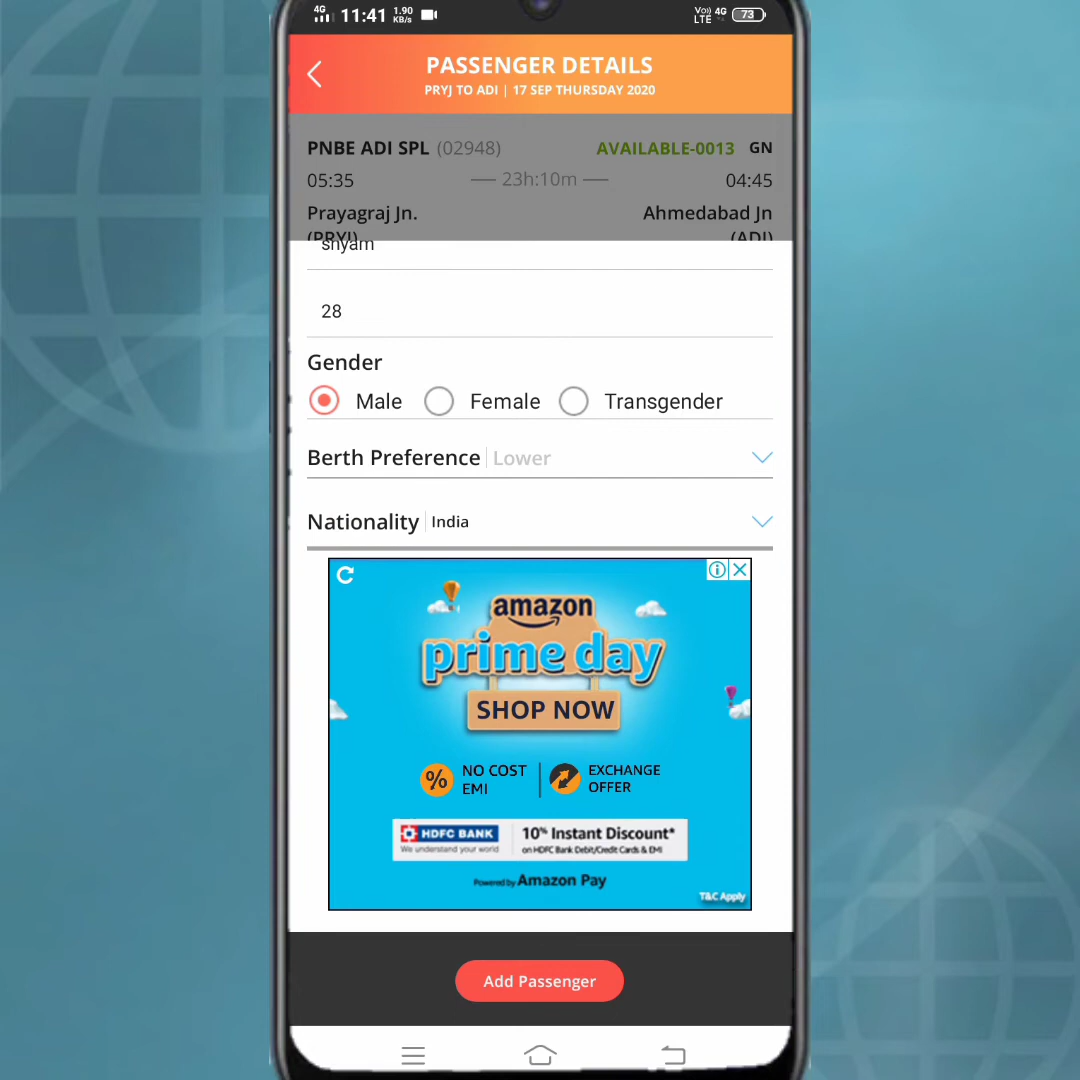 4G 11:41 1.90 KB/s VoD LTE 4G 73
PASSENGER DETAILS
PRYJ TO ADI | 17 SEP THURSDAY 2020
PNBE ADI SPL (02948) AVAILABLE-0013 GN
05:35 23h:10m 04:45
Prayagraj Jn. Ahmedabad Jn
(PRYJ) (ADI)
shyam
28
Gender
Male Female Transgender
Berth Preference Lower
Nationality India
amazon
prime day
SHOP NOW
NO COST EMI
EXCHANGE OFFER
HDFC BANK
We understand your world
10% Instant Discount*
on HDFC Bank Debit/Credit Cards & EMI
Powered by Amazon Pay
T&C Apply
Add Passenger